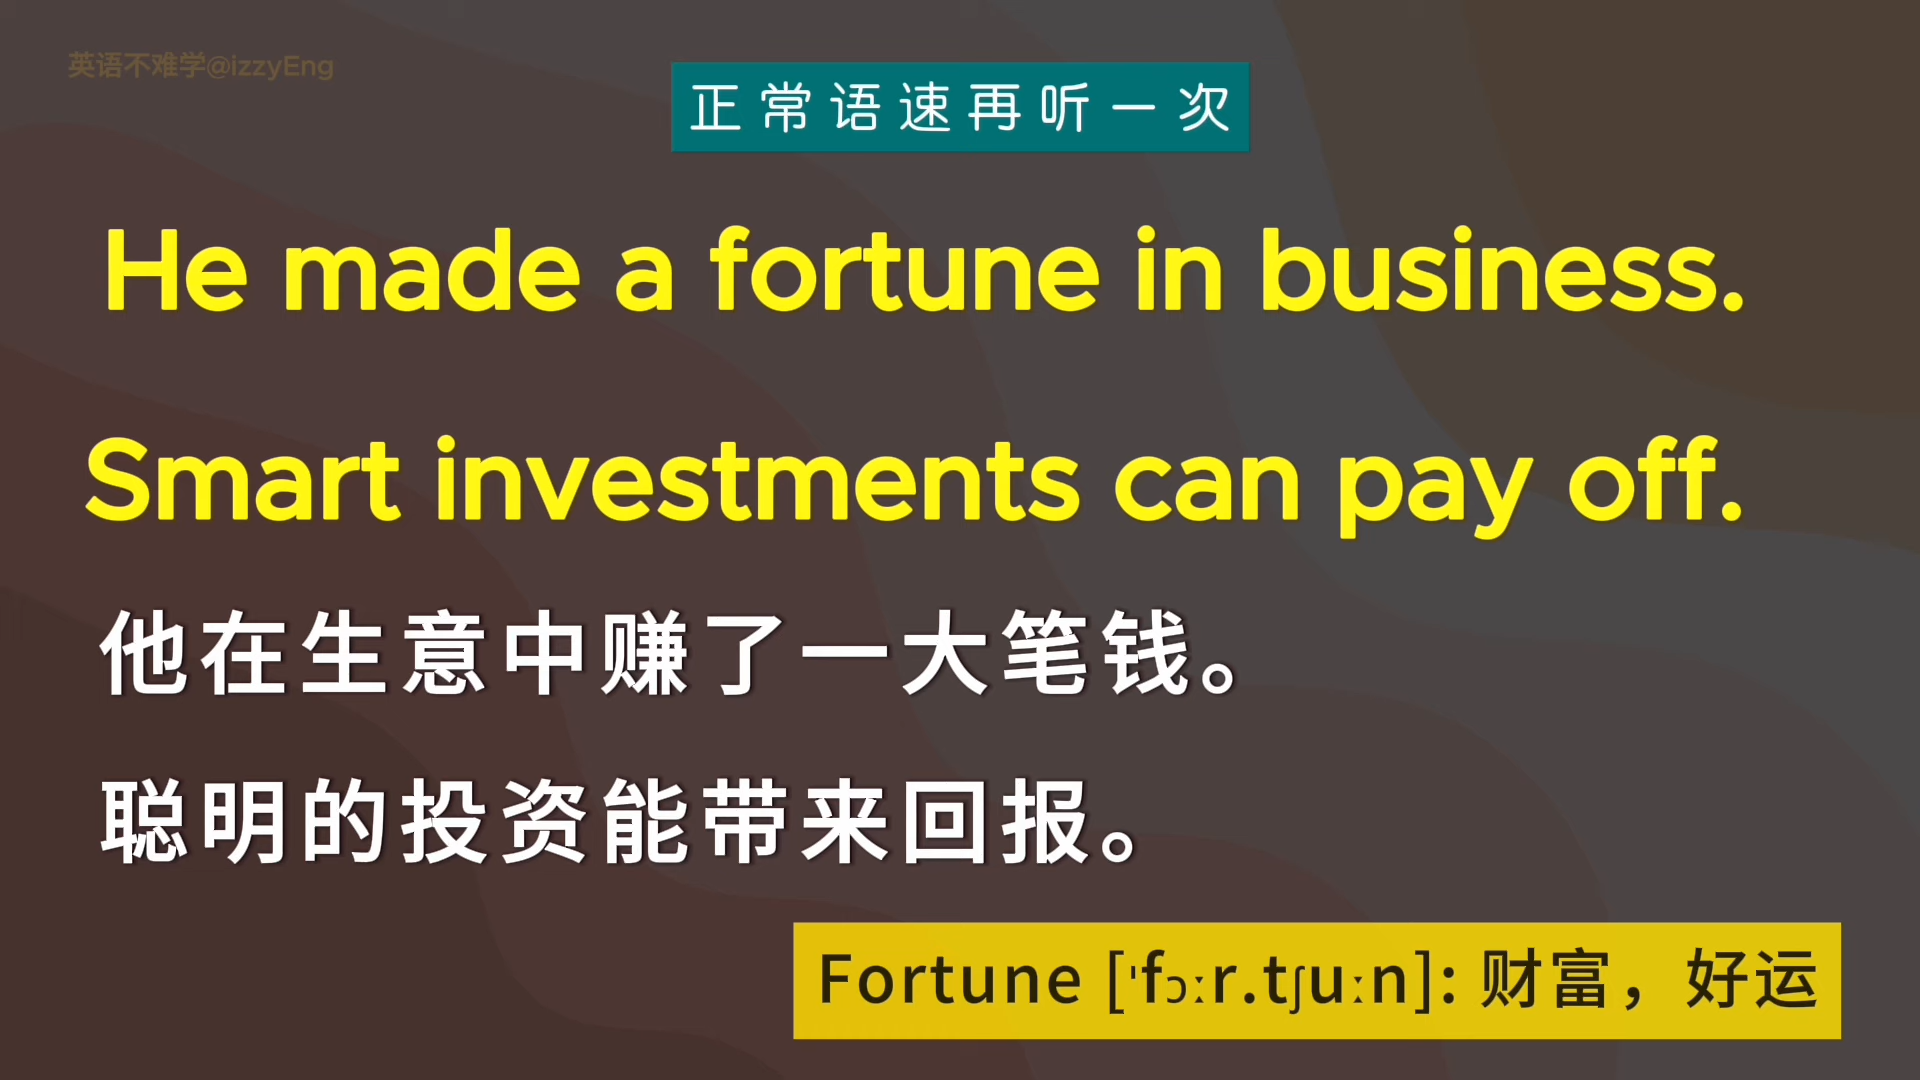 英语不难学@izzyEng
正常语速再听一次
He made a fortune in business.
Smart investments can pay off.
他在生意中赚了一大笔钱。
聪明的投资能带来回报。
Fortune [ˈfɔːr.tʃuːn]: 财富，好运